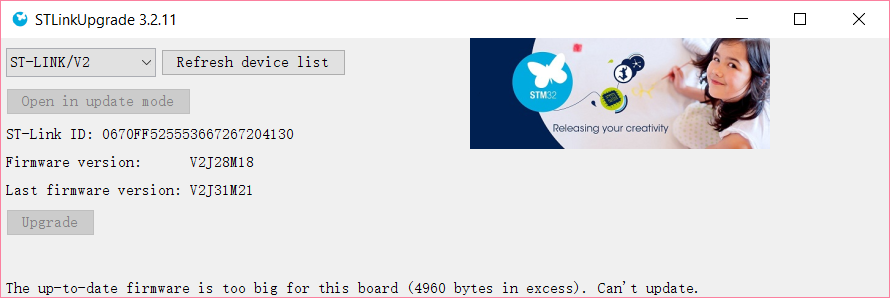 STLinkUpgrade 3.2.11
ST-LINK/V2
Refresh device list
Open in update mode
STM32
Releasing your creativity
ST-Link ID: 0670FF525553667267204130
Firmware version: V2J28M18
Last firmware version: V2J31M21
Upgrade
The up-to-date firmware is too big for this board (4960 bytes in excess). Can't update.